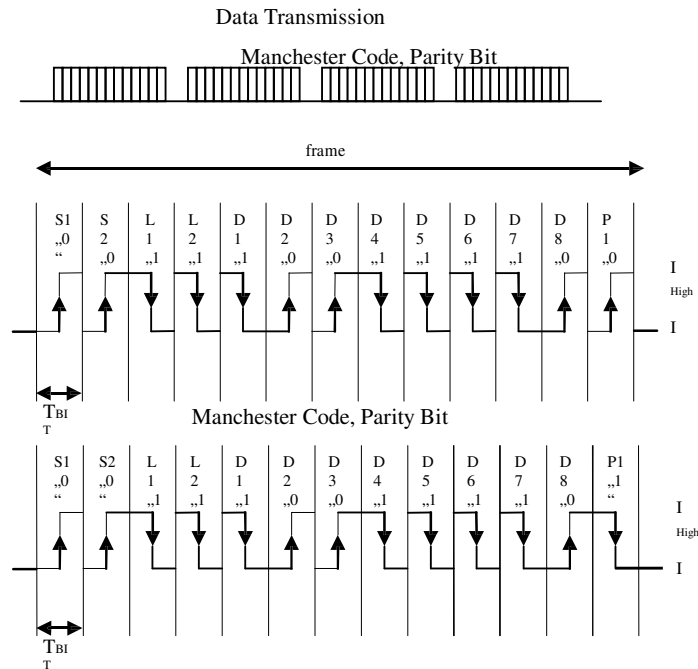 Data Transmission
Manchester Code, Parity Bit
frame
S1 S L L D D D D D D D D P
2 1 2 1 2 3 4 5 6 7 8 1
„0 „0 „1 „1 „1 „0 „0 „1 „1 „1 „1 „0 „0
“
I
High
I
TBI
T
Manchester Code, Parity Bit
S1 S2 L L D D D D D D D D P1
„0 „0 1 2 1 2 3 4 5 6 7 8 „1
“ “ „1 „1 „1 „0 „0 „1 „1 „1 „1 „0 “
I
High
I
TBI
T